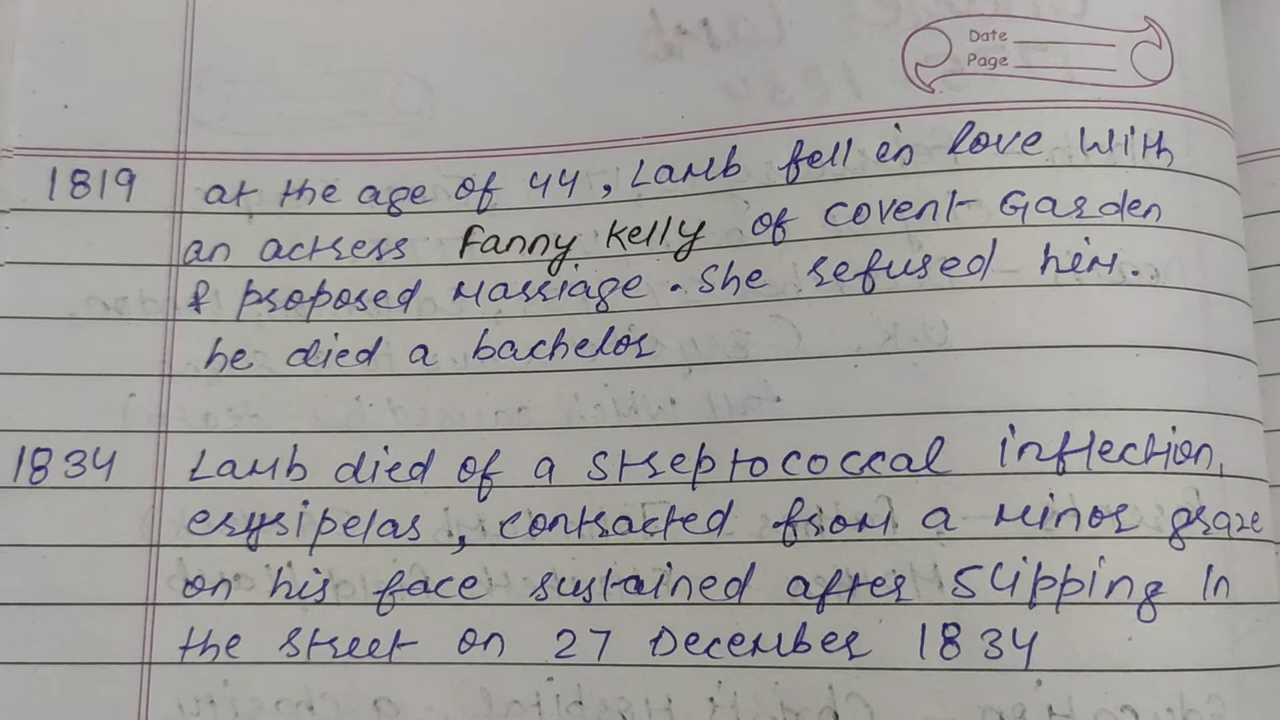 Date
Page
1819 at the age of 44, Lamb fell in love with
an actress Fanny Kelly of Covent Garden
& proposed marriage. She refused him.
he died a bachelor
1834 Lamb died of a streptococcal inflection,
erysipelas, contracted from a minor graze
on his face sustained after slipping in
the street on 27 December 1834